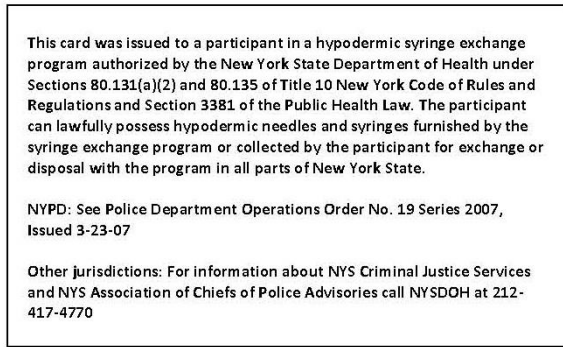 This card was issued to a participant in a hypodermic syringe exchange
program authorized by the New York State Department of Health under
Sections 80.131(a)(2) and 80.135 of Title 10 New York Code of Rules and
Regulations and Section 3381 of the Public Health Law. The participant
can lawfully possess hypodermic needles and syringes furnished by the
syringe exchange program or collected by the participant for exchange or
disposal with the program in all parts of New York State.
NYPD: See Police Department Operations Order No. 19 Series 2007,
Issued 3-23-07
Other jurisdictions: For information about NYS Criminal Justice Services
and NYS Association of Chiefs of Police Advisories call NYSDOH at 212-
417-4770